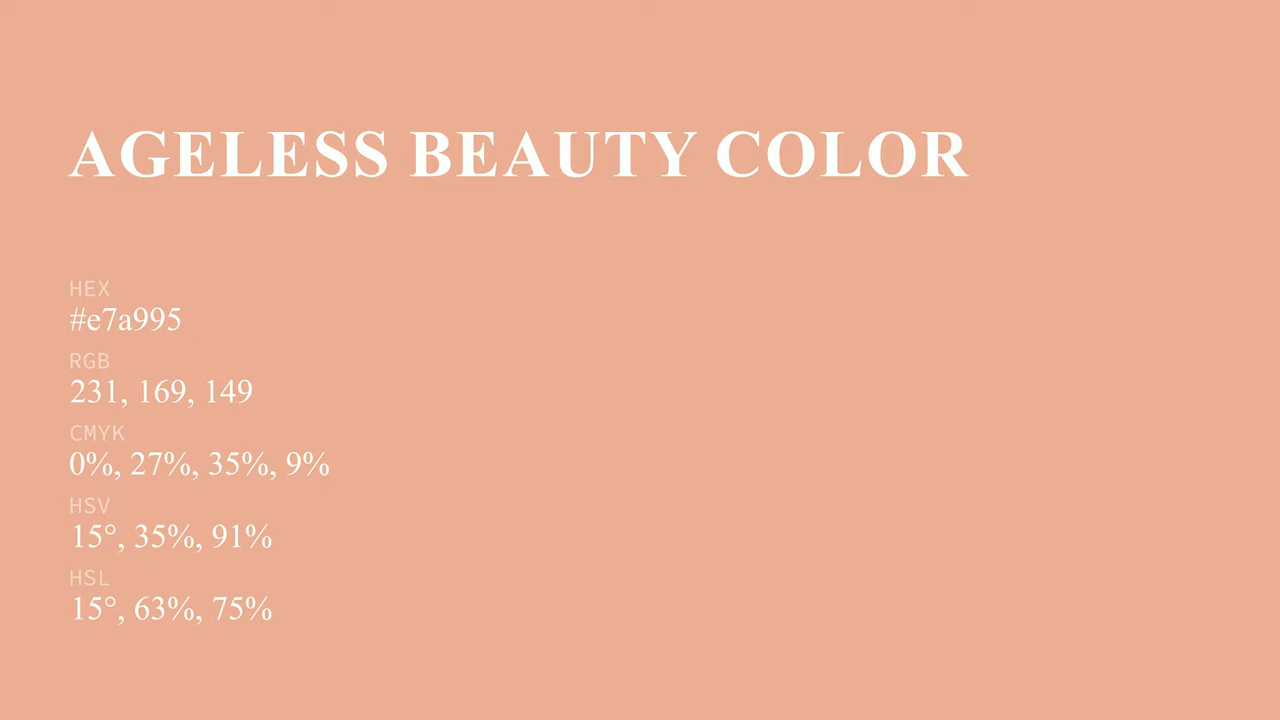 AGELESS BEAUTY COLOR
HEX
#e7a995
RGB
231, 169, 149
CMYK
0%, 27%, 35%, 9%
HSV
15°, 35%, 91%
HSL
15°, 63%, 75%